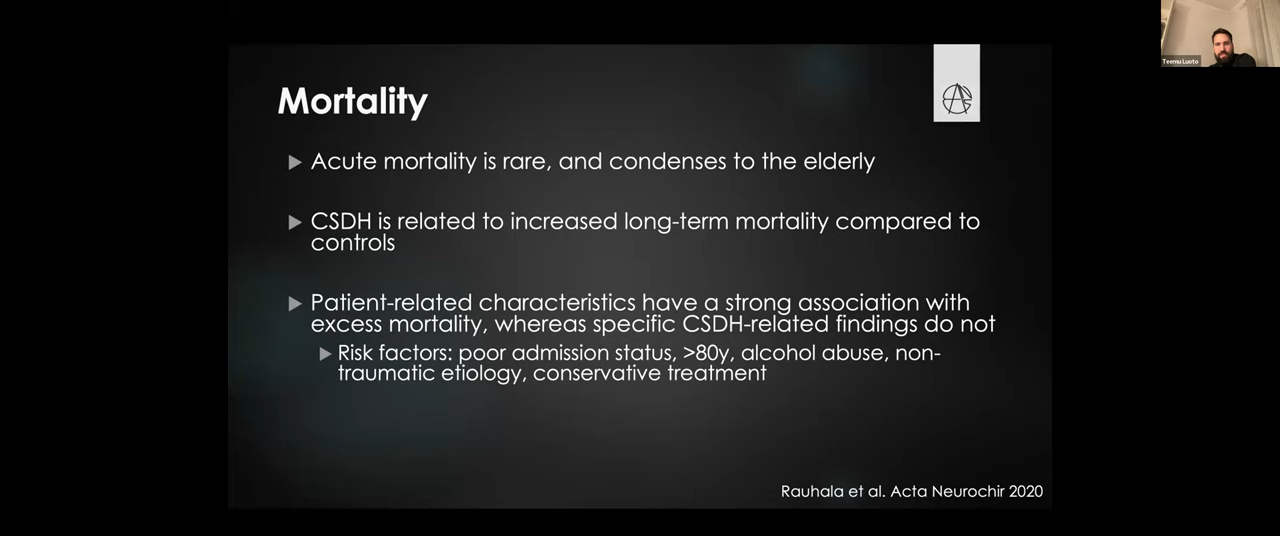 Teemu Luoto
Mortality
Acute mortality is rare, and condenses to the elderly
CSDH is related to increased long-term mortality compared to
controls
Patient-related characteristics have a strong association with
excess mortality, whereas specific CSDH-related findings do not
Risk factors: poor admission status, >80y, alcohol abuse, non-
traumatic etiology, conservative treatment
Rauhala et al. Acta Neurochir 2020